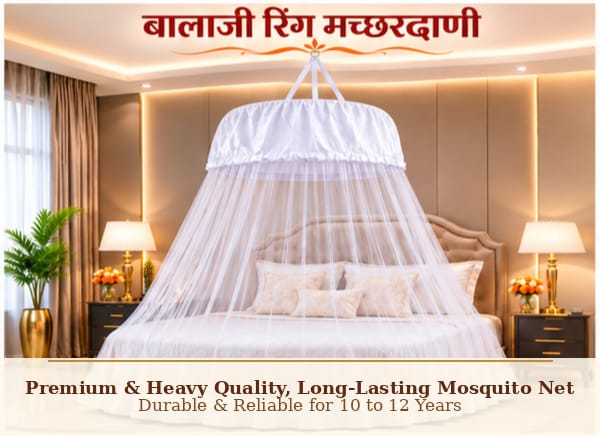 बालाजी रिंग मच्छरदाणी
Premium & Heavy Quality, Long-Lasting Mosquito Net
Durable & Reliable for 10 to 12 Years